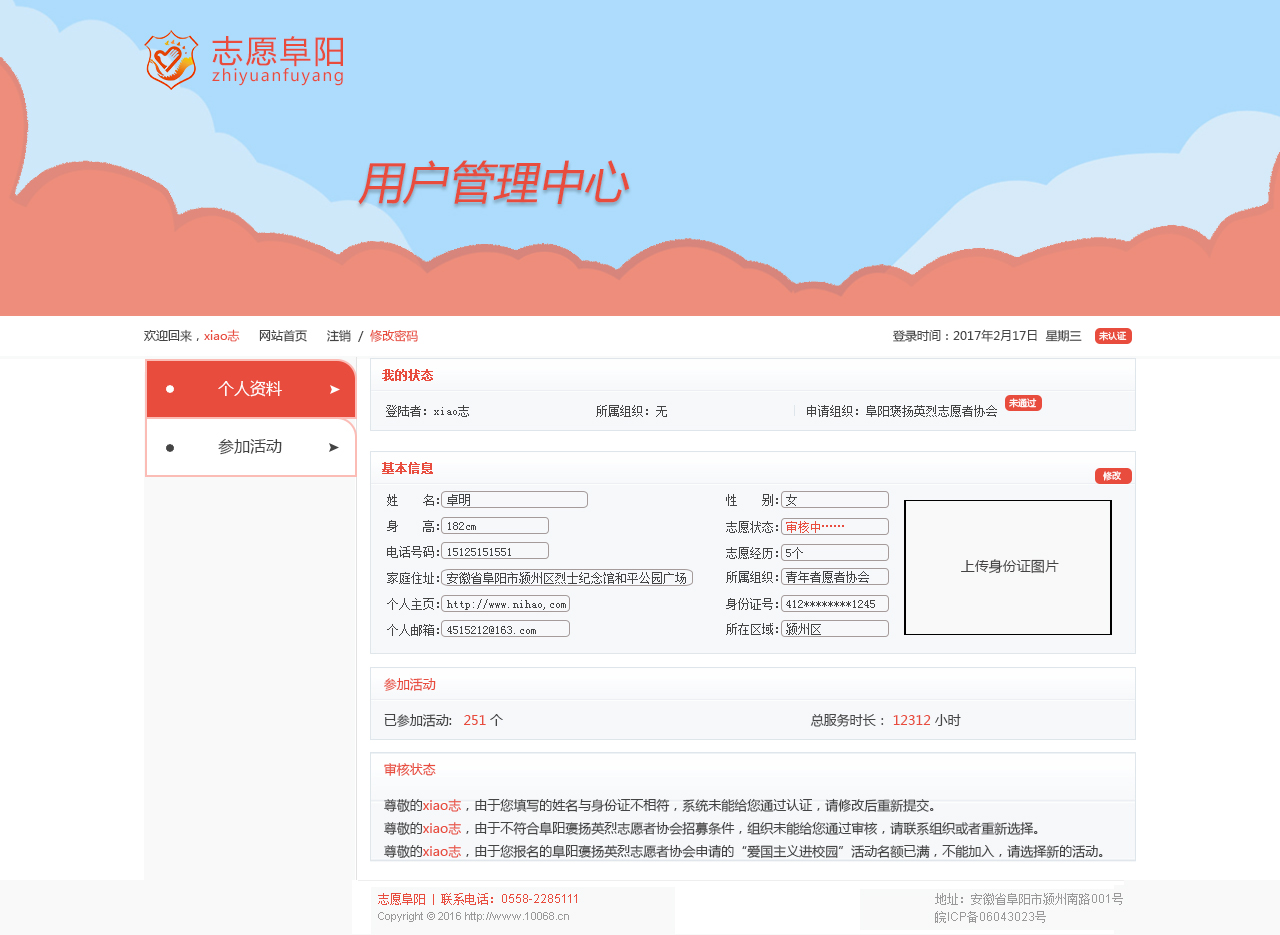 志愿阜阳
zhiyuanfuyang
用户管理中心
欢迎回来，xiao志 网站首页 注销 / 修改密码 登录时间：2017年2月17日 星期三 未认证
个人资料
参加活动
我的状态
登陆者：xiao志 所属组织：无 申请组织：阜阳褒扬英烈志愿者协会 未通过
基本信息 修改
姓 名：卓明 性 别：女
身 高：182cm 志愿状态：审核中……
电话号码：15125151551 志愿经历：5个
家庭住址：安徽省阜阳市颍州区烈士纪念馆和平公园广场 所属组织：青年者愿者协会
个人主页：http://www.nihao,com 身份证号：412********1245
个人邮箱：4515212@163.com 所在区域：颍州区
上传身份证图片
参加活动
已参加活动: 251 个 总服务时长： 12312 小时
审核状态
尊敬的xiao志，由于您填写的姓名与身份证不相符，系统未能给您通过认证，请修改后重新提交。
尊敬的xiao志，由于不符合阜阳褒扬英烈志愿者协会招募条件，组织未能给您通过审核，请联系组织或者重新选择。
尊敬的xiao志，由于您报名的阜阳褒扬英烈志愿者协会申请的“爱国主义进校园”活动名额已满，不能加入，请选择新的活动。
志愿阜阳 | 联系电话：0558-2285111
Copyright © 2016 http://www.10068.cn
地址：安徽省阜阳市颍州南路001号
皖ICP备06043023号